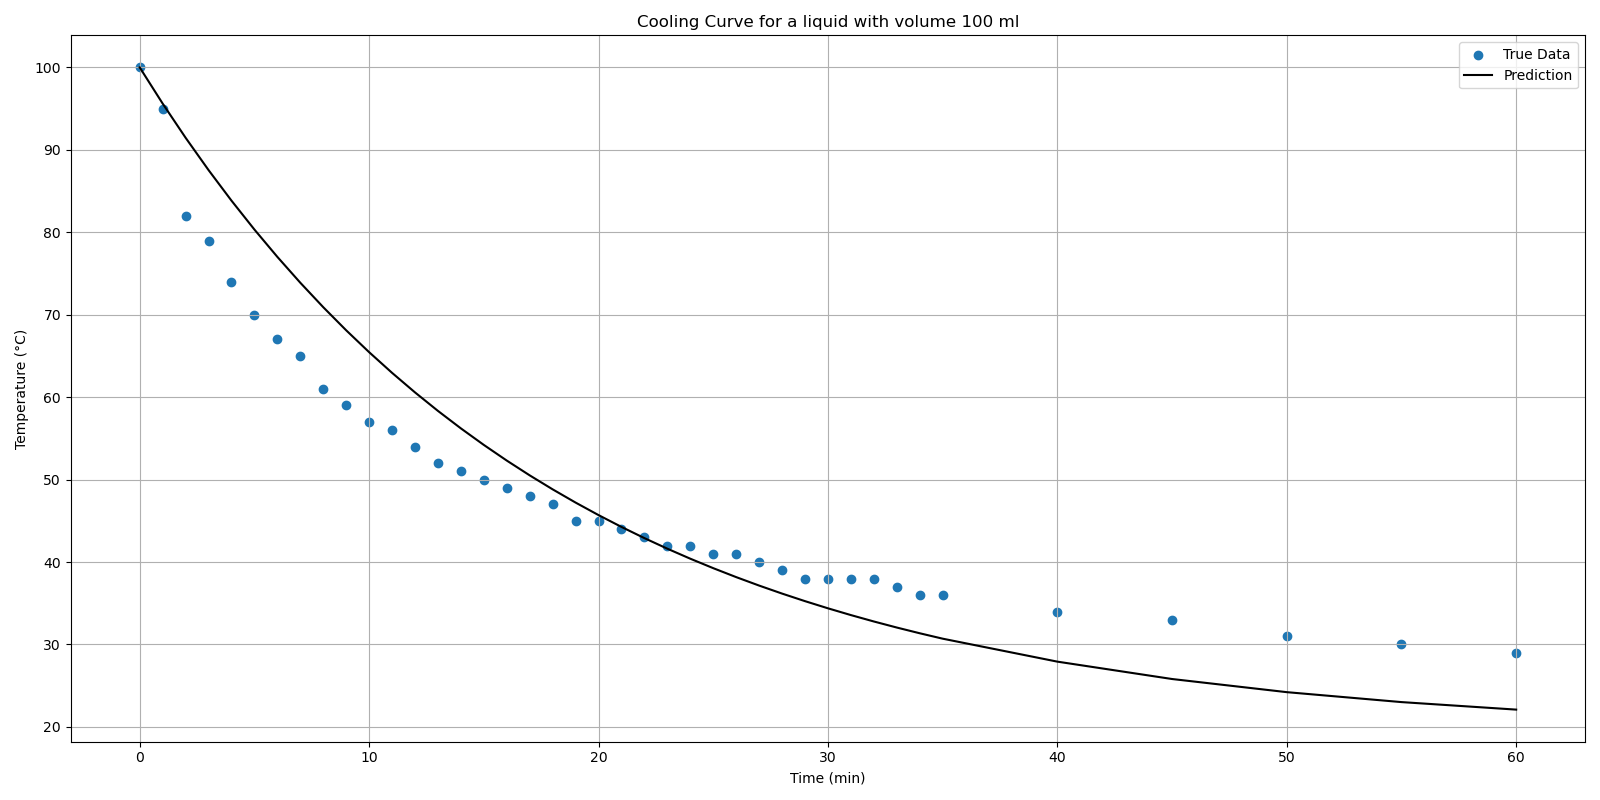 Cooling Curve for a liquid with volume 100 ml
True Data
Prediction
100
90
80
70
60
50
40
30
20
Temperature (°C)
0 10 20 30 40 50 60
Time (min)